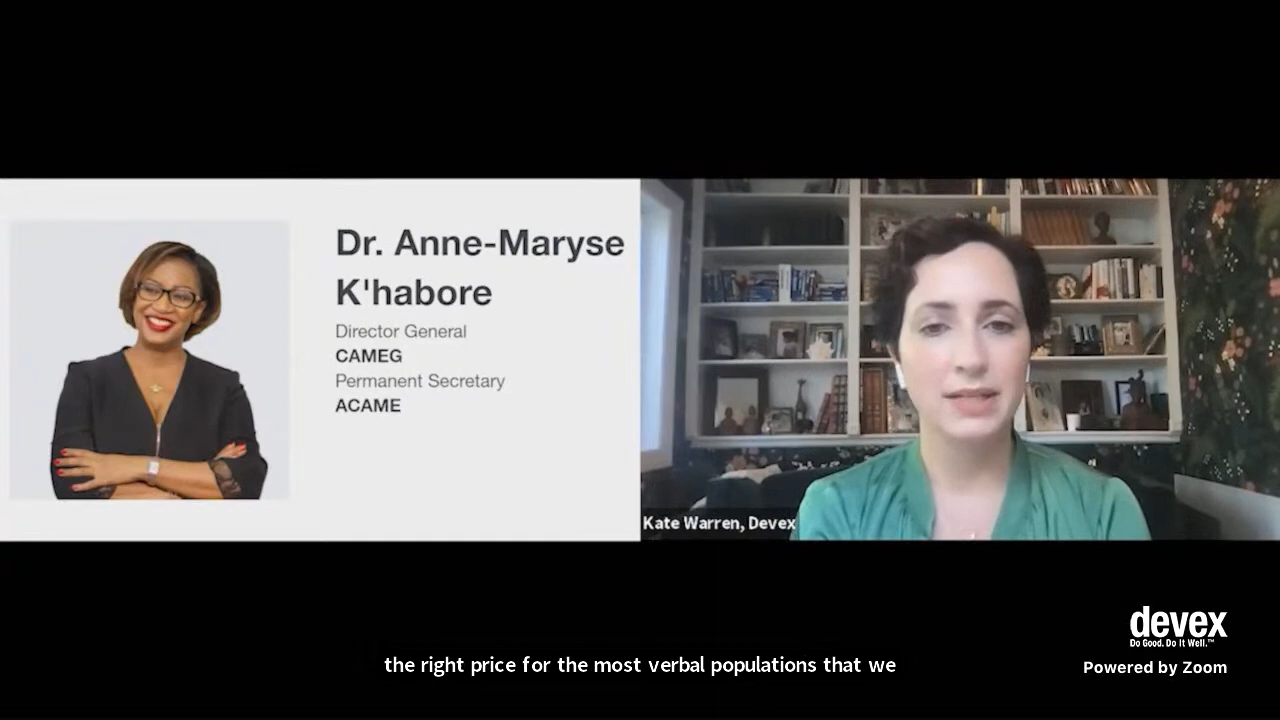 Dr. Anne-Maryse
K'habore
Director General
CAMEG
Permanent Secretary
ACAME
Kate Warren, Devex
devex
Do Good. Do It Well.™
Powered by Zoom
the right price for the most verbal populations that we